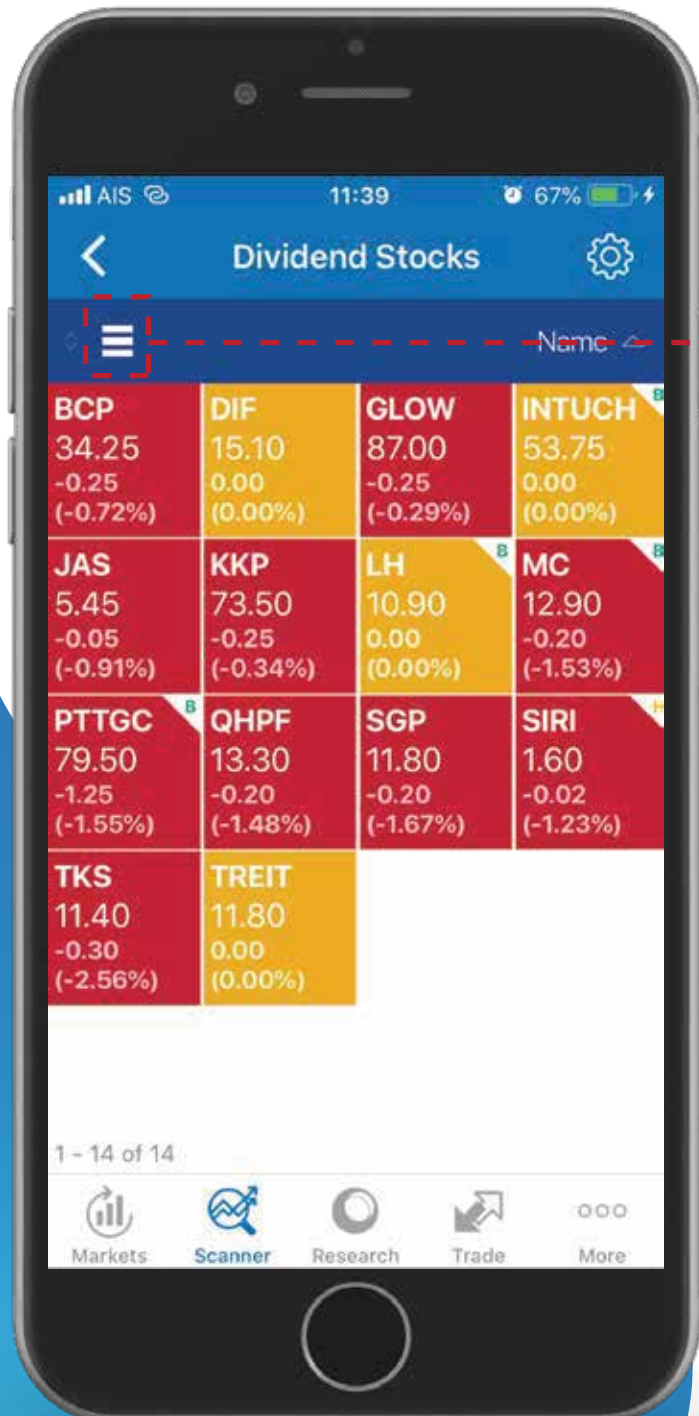 AIS 11:39 67%
Dividend Stocks
Name
BCP DIF GLOW INTUCH B
34.25 15.10 87.00 53.75
-0.25 0.00 -0.25 0.00
(-0.72%) (0.00%) (-0.29%) (0.00%)
JAS KKP LH B MC B
5.45 73.50 10.90 12.90
-0.05 -0.25 0.00 -0.20
(-0.91%) (-0.34%) (0.00%) (-1.53%)
PTTGC B QHPF SGP SIRI H
79.50 13.30 11.80 1.60
-1.25 -0.20 -0.20 -0.02
(-1.55%) (-1.48%) (-1.67%) (-1.23%)
TKS TREIT
11.40 11.80
-0.30 0.00
(-2.56%) (0.00%)
1 - 14 of 14
Markets Scanner Research Trade More